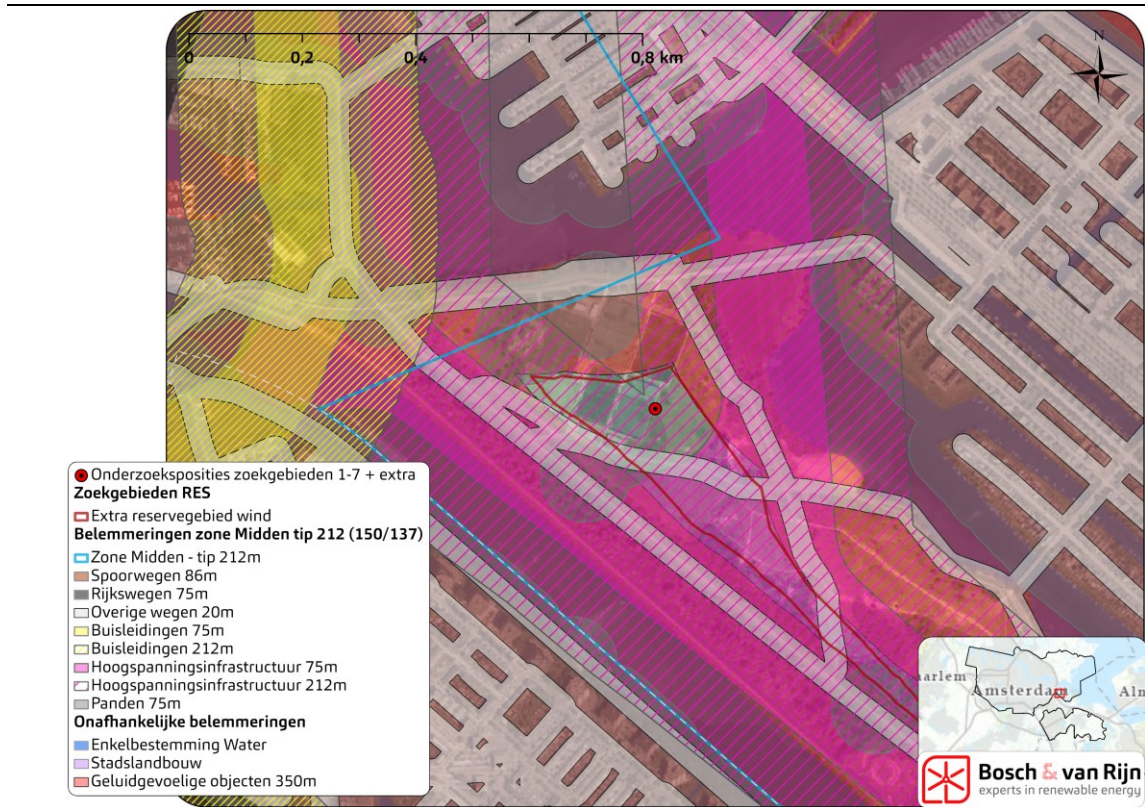 0
0,2
0,4
0,8 km
N
Onderzoeksposities zoekgebieden 1-7 + extra
Zoekgebieden RES
Extra reservegebied wind
Belemmeringen zone Midden tip 212 (150/137)
Zone Midden - tip 212m
Spoorwegen 86m
Rijkswegen 75m
Overige wegen 20m
Buisleidingen 75m
Buisleidingen 212m
Hoogspanningsinfrastructuur 75m
Hoogspanningsinfrastructuur 212m
Panden 75m
Onafhankelijke belemmeringen
Enkelbestemming Water
Stadslandbouw
Geluidgevoelige objecten 350m
aarlem
Amsterdam
Alm
Bosch & van Rijn
experts in renewable energy